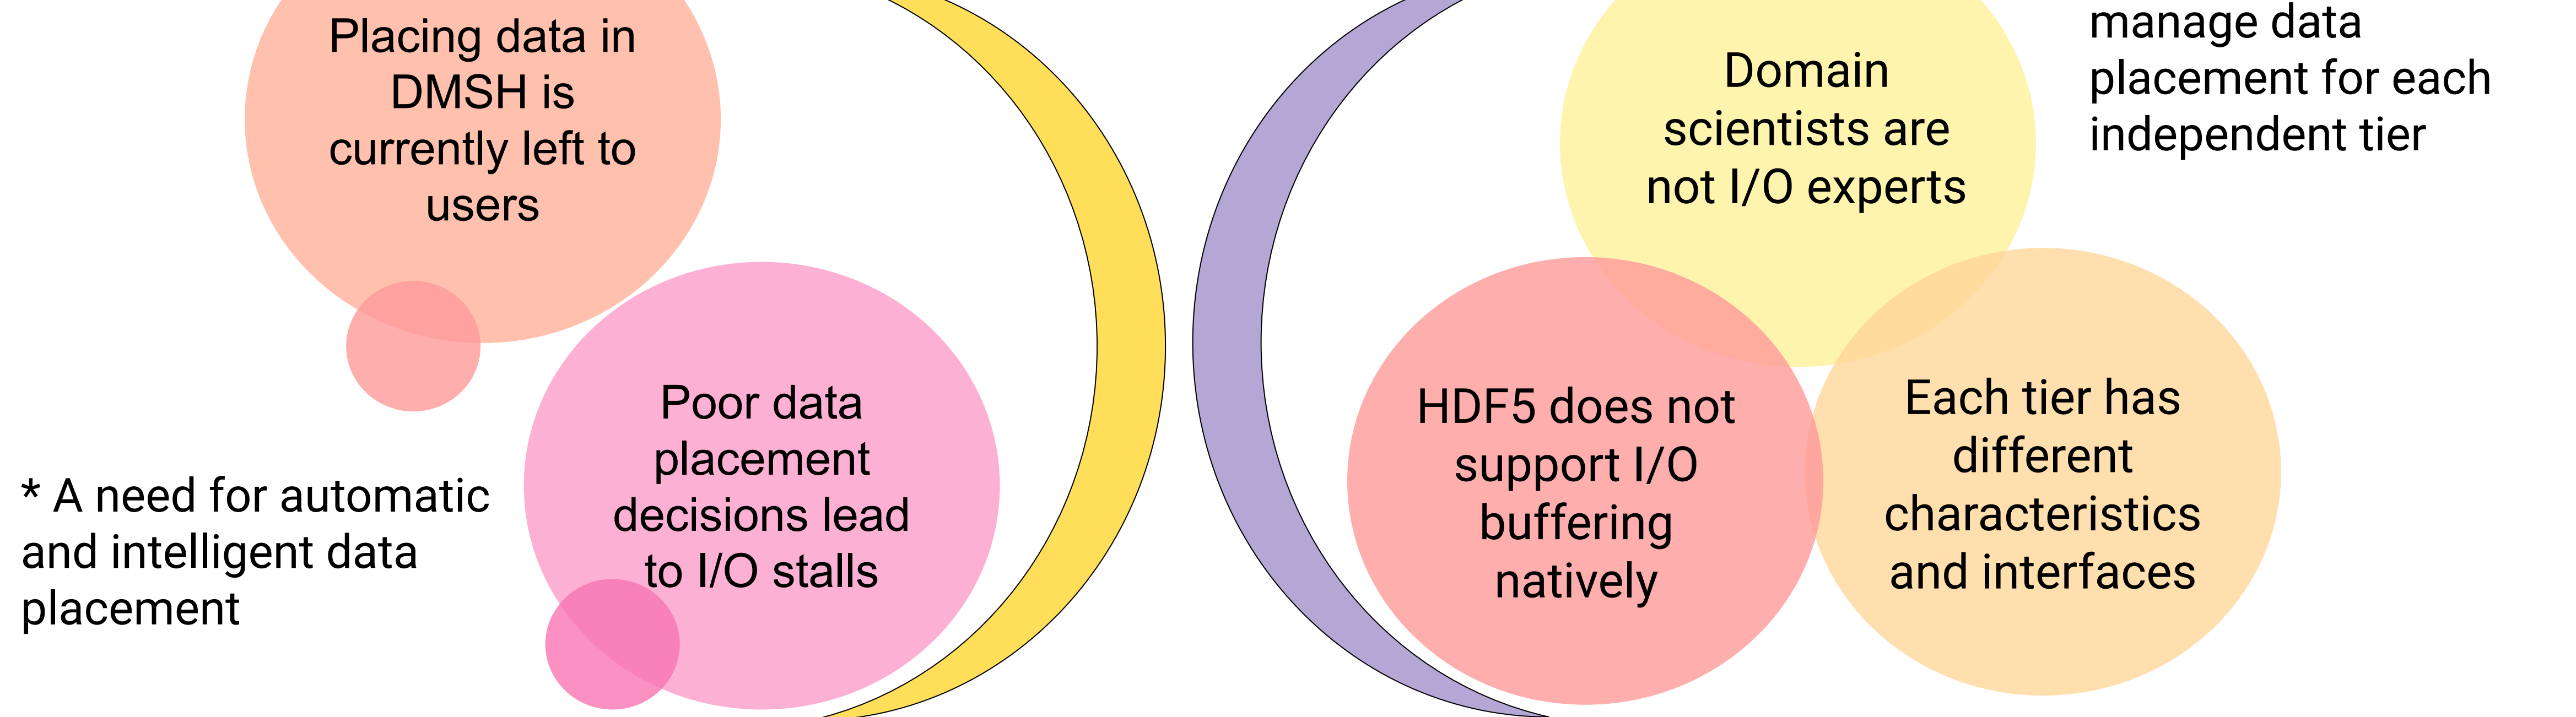 Placing data in
DMSH is
currently left to
users
Poor data
placement
decisions lead
to I/O stalls
* A need for automatic
and intelligent data
placement
manage data
placement for each
independent tier
Domain
scientists are
not I/O experts
HDF5 does not
support I/O
buffering
natively
Each tier has
different
characteristics
and interfaces